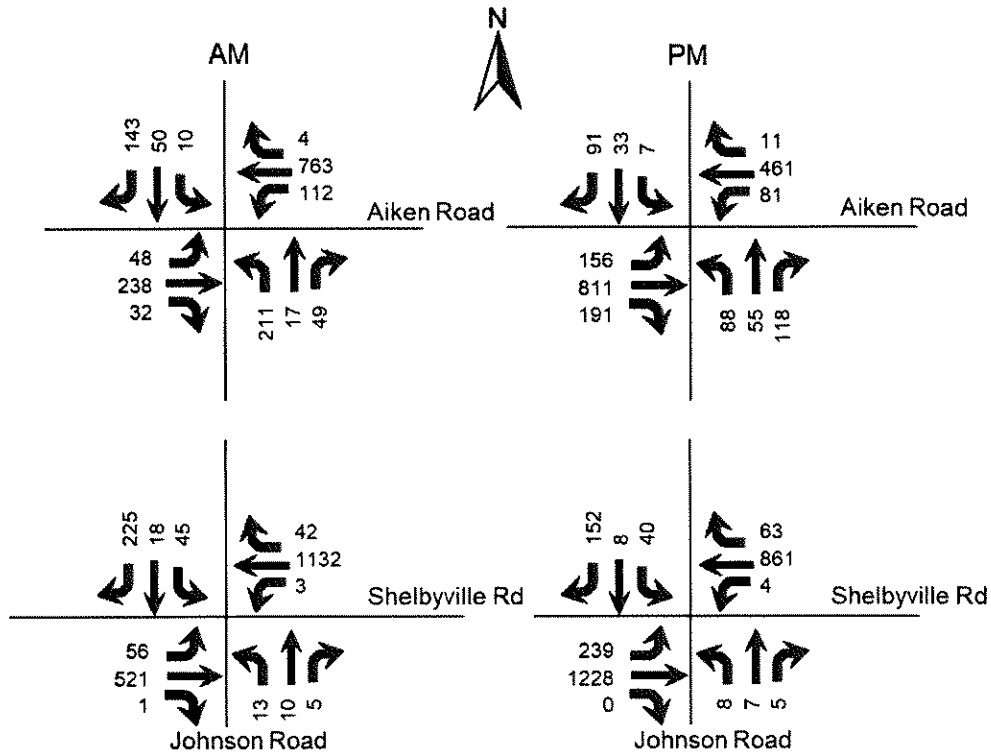 N
AM
PM
143 50 10
4
763
112
Aiken Road
48
238
32
211 17 49
91 33 7
11
461
81
Aiken Road
156
811
191
88 55 118
225 18 45
42
1132
3
Shelbyville Rd
56
521
1
13 10 5
Johnson Road
152 8 40
63
861
4
Shelbyville Rd
239
1228
0
8 7 5
Johnson Road